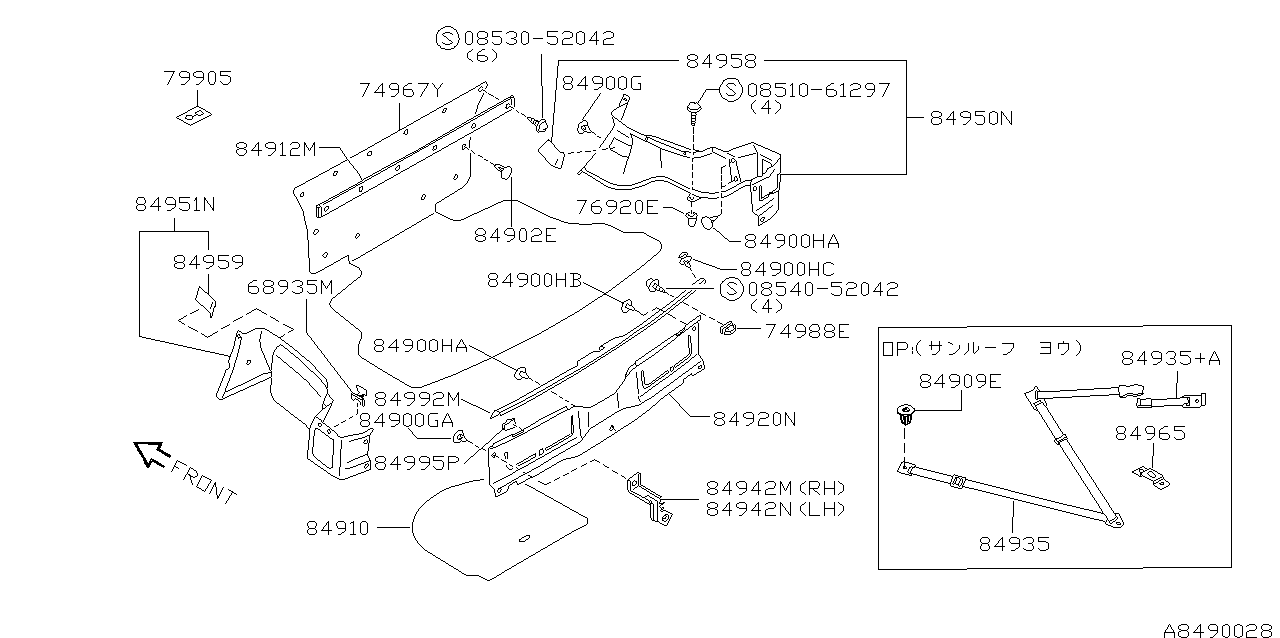 Ⓢ08530-52042
(6)
84958
79905
84900G
74967Y
Ⓢ08510-61297
(4)
84950N
84912M
84951N
76920E
84902E
84900HA
84959
84900HC
68935M
84900HB
Ⓢ08540-52042
(4)
74988E
84900HA
OP:(サンルーフ ヨウ)
84935+A
84909E
84992M
84900GA
84920N
84965
84995P
FRONT
84942M(RH)
84942N(LH)
84910
84935
A8490028